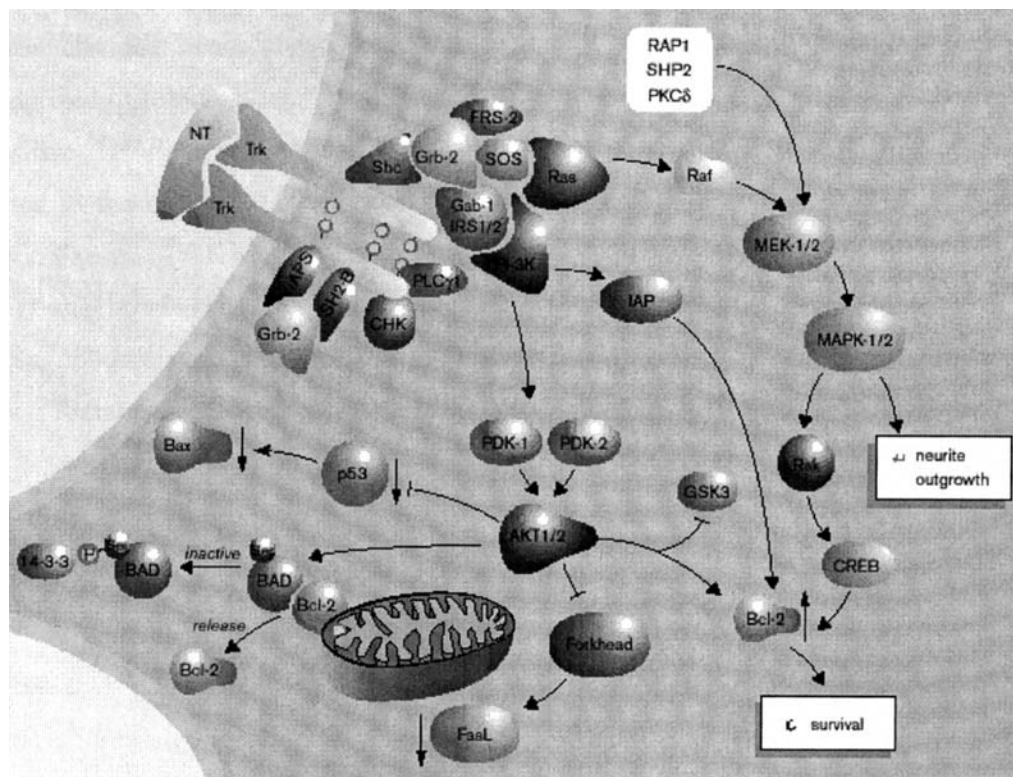 RAP1
SHP2
PKCδ
NT
Trk
Trk
FRS-2
Shc
Grb-2
SOS
Ras
Raf
Gab-1
IRS1/2
MEK-1/2
PLCγ1
IAP
SH2-B
CHK
Grb-2
MAPK-1/2
Bax
p53
PDK-1
PDK-2
GSK3
neurite
outgrowth
AKT1/2
CREB
14-3-3
P
BAD
inactive
BAD
Bcl-2
release
Bcl-2
Bcl-2
Forkhead
FasL
survival